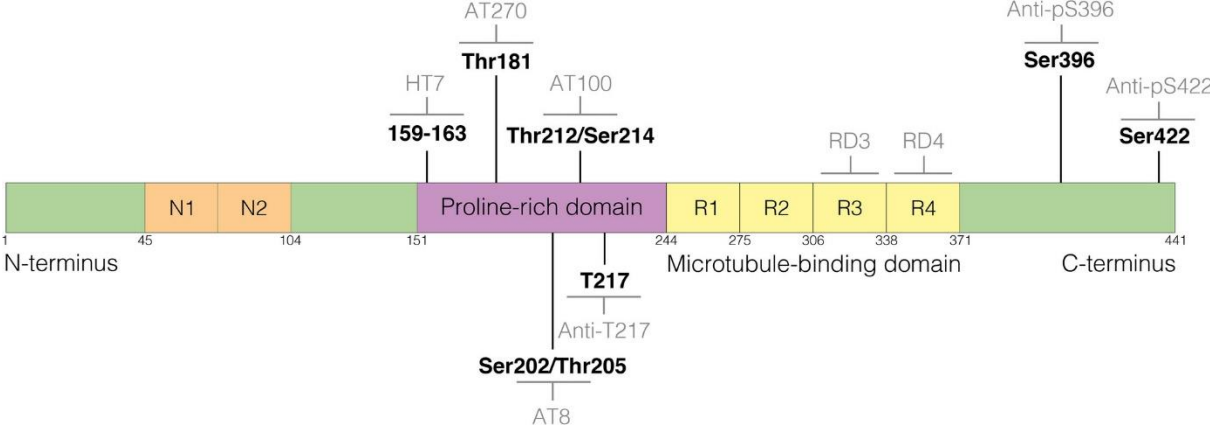 AT270
Anti-pS396
Thr181
Ser396
HT7
AT100
Anti-pS422
159-163
Thr212/Ser214
RD3
RD4
Ser422
N1
N2
Proline-rich domain
R1
R2
R3
R4
1
45
104
151
244
275
306
338
371
441
N-terminus
Microtubule-binding domain
C-terminus
T217
Anti-T217
Ser202/Thr205
AT8